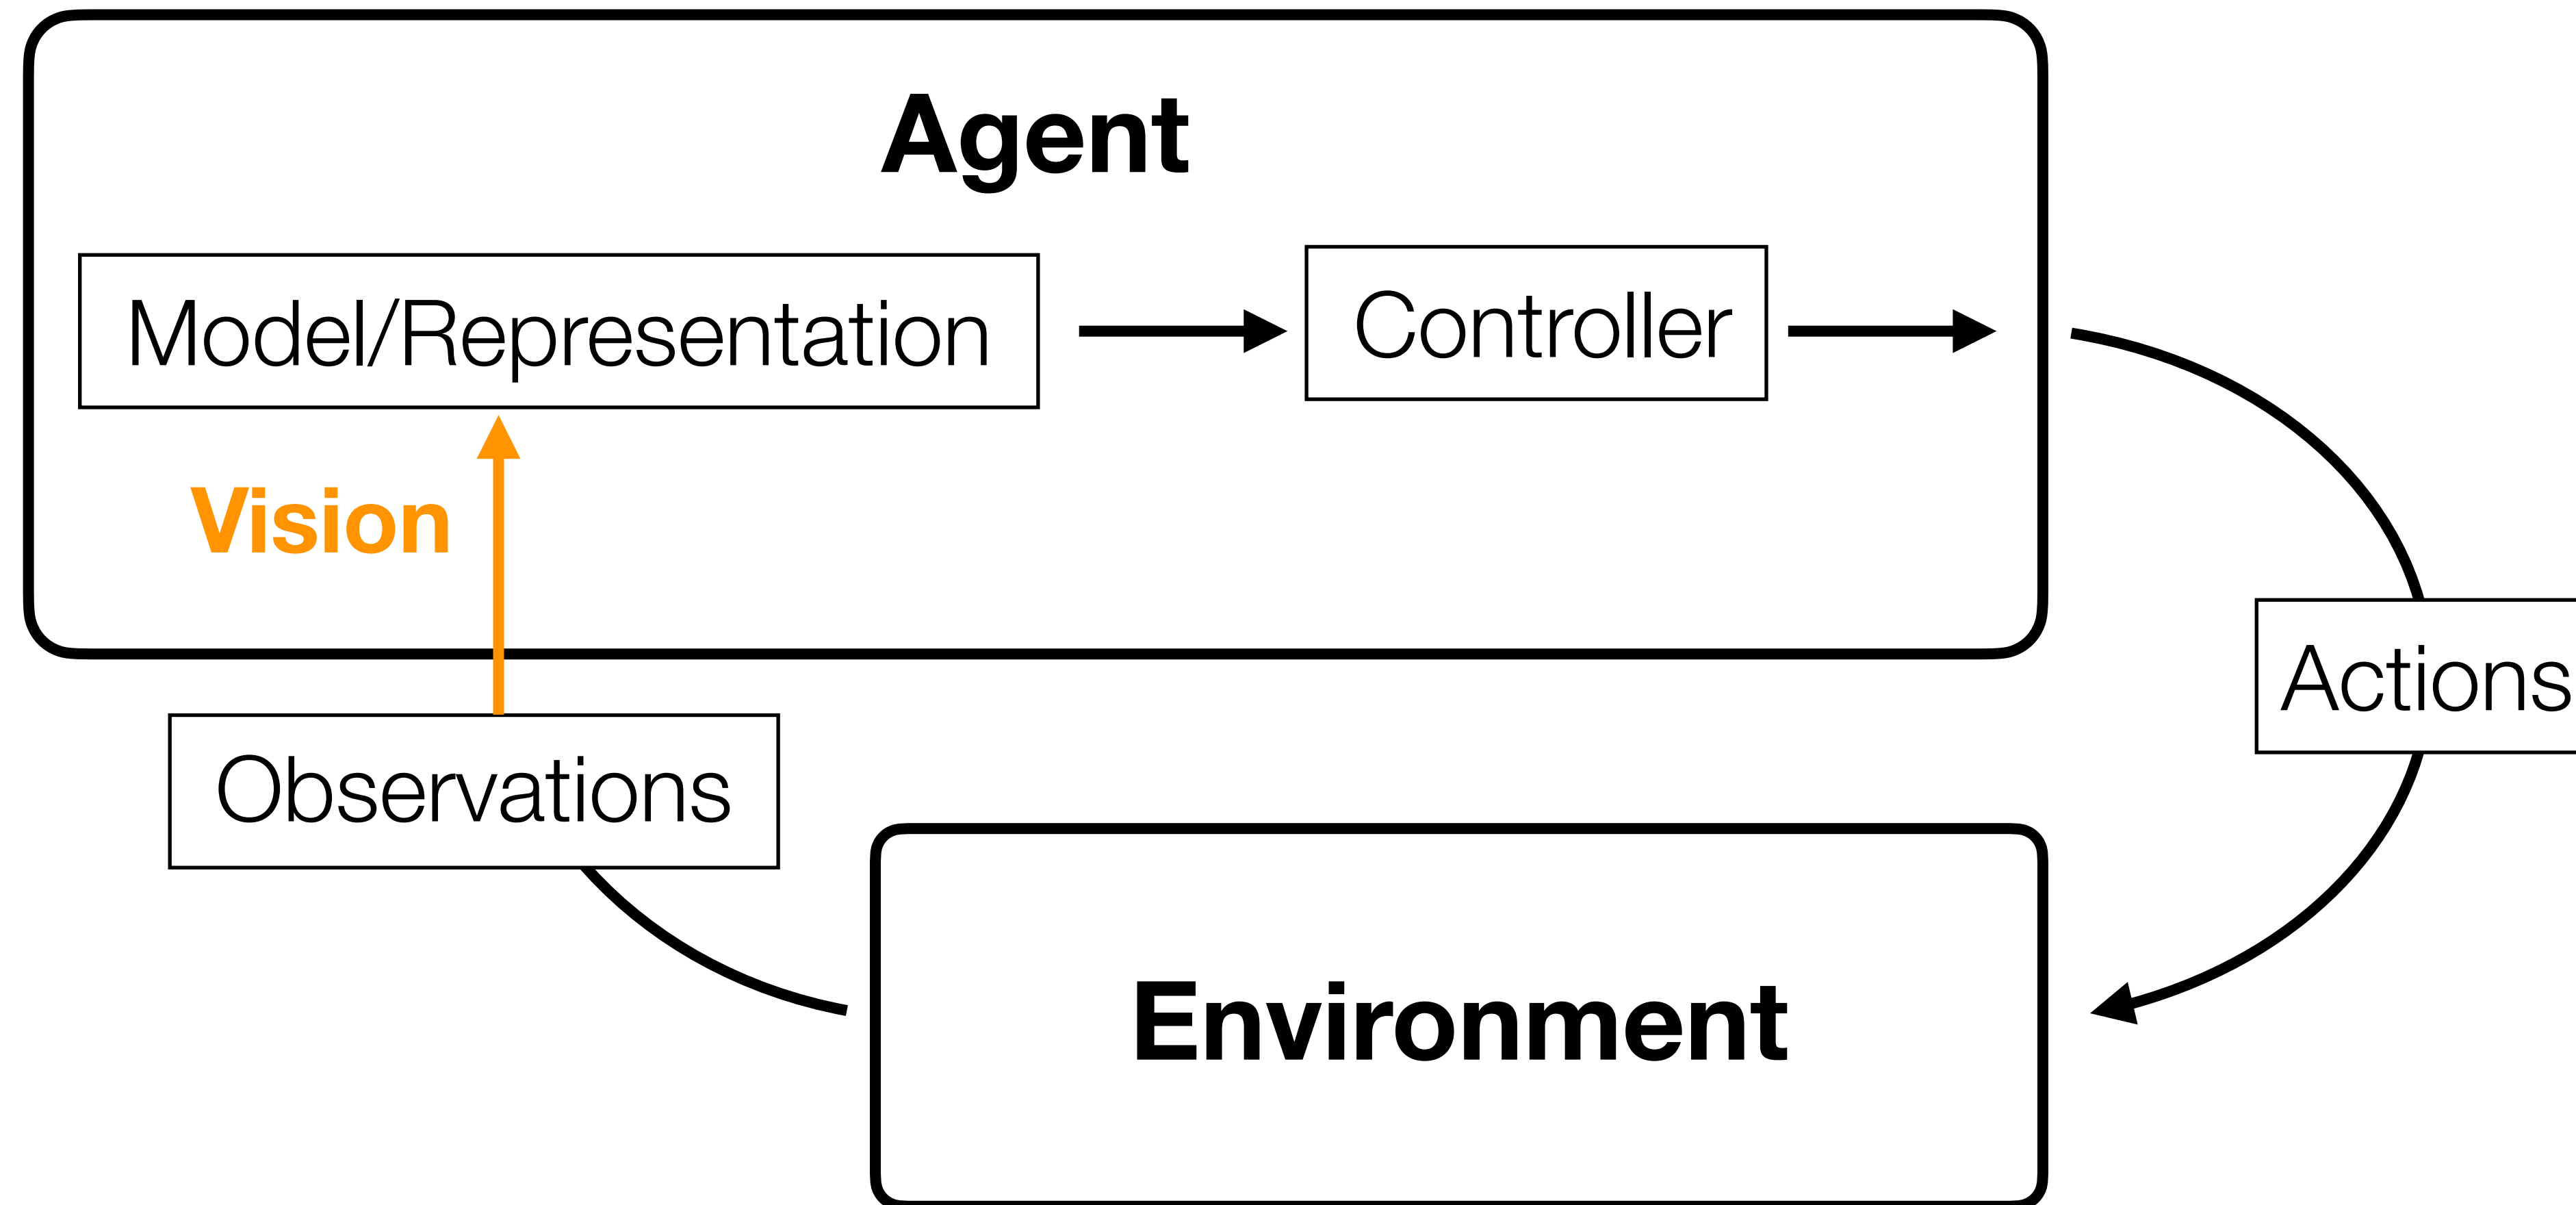 Agent
Model/Representation
Controller
Vision
Actions
Observations
Environment